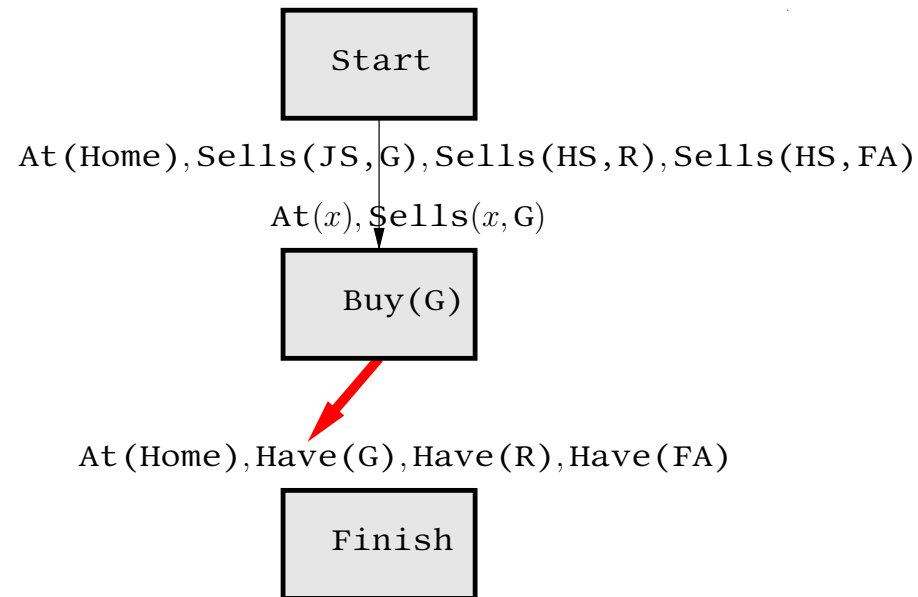 Start
At(Home),Sells(JS,G),Sells(HS,R),Sells(HS,FA)
At(x),Sells(x,G)
Buy(G)
At(Home),Have(G),Have(R),Have(FA)
Finish